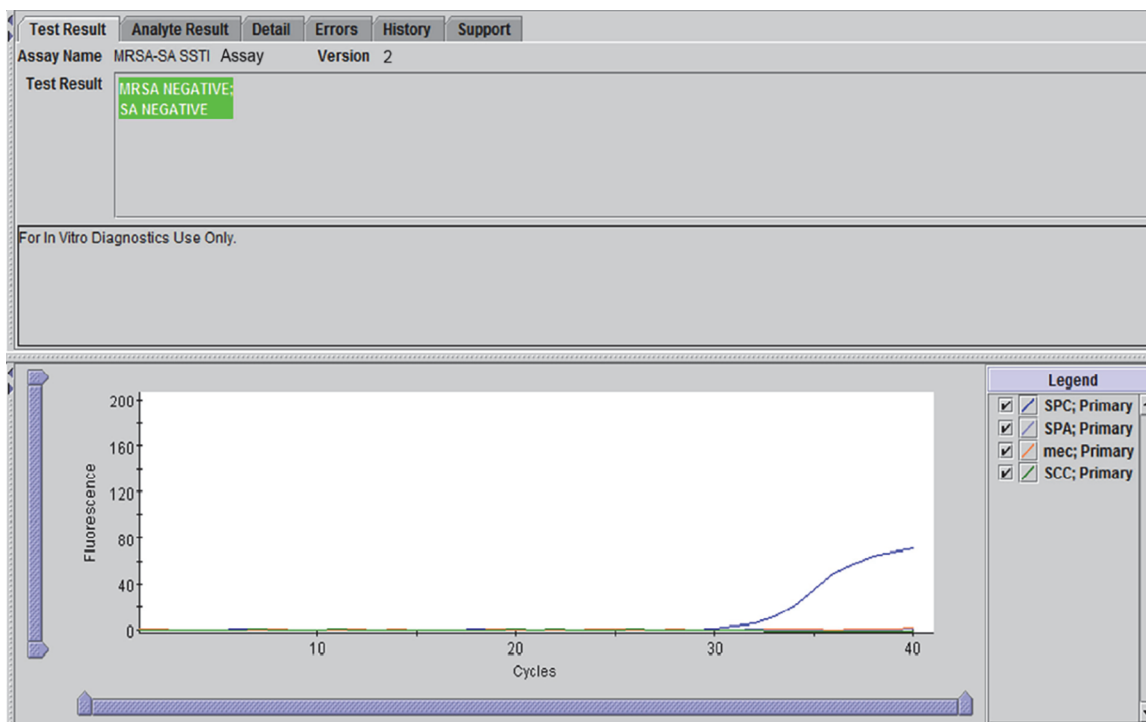 Test Result Analyte Result Detail Errors History Support
Assay Name MRSA-SA SSTI Assay Version 2
Test Result
MRSA NEGATIVE;
SA NEGATIVE
For In Vitro Diagnostics Use Only.
Fluorescence
200
160
120
80
40
0
10 20 30 40
Cycles
Legend
SPC; Primary
SPA; Primary
mec; Primary
SCC; Primary